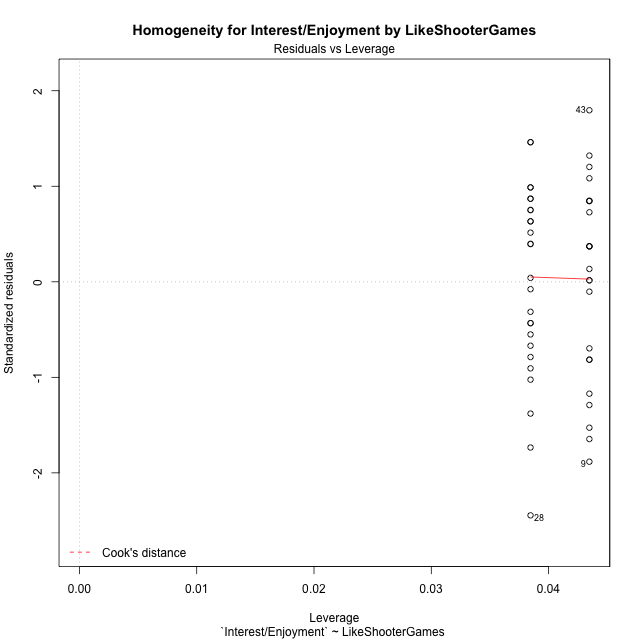 Homogeneity for Interest/Enjoyment by LikeShooterGames
Residuals vs Leverage
2
1
0
-1
-2
Standardized residuals
43
9
28
Cook's distance
0.00 0.01 0.02 0.03 0.04
Leverage
`Interest/Enjoyment` ~ LikeShooterGames